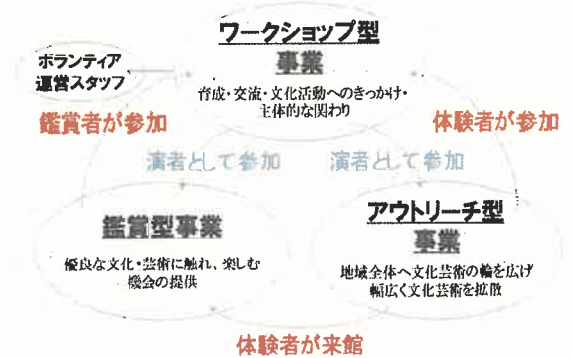 ワークショップ型
事業
ボランティア
運営スタッフ
育成・交流・文化活動へのきっかけ・
主体的な関わり
鑑賞者が参加
体験者が参加
演者として参加
演者として参加
鑑賞型事業
優良な文化・芸術に触れ、楽しむ
機会の提供
アウトリーチ型
事業
地域全体へ文化芸術の輪を広げ
幅広く文化芸術を拡散
体験者が来館